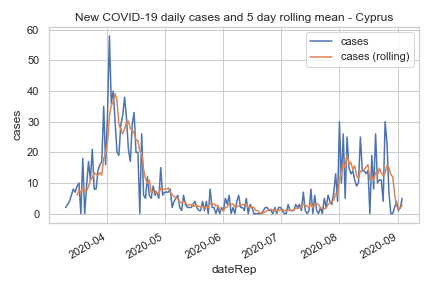 New COVID-19 daily cases and 5 day rolling mean - Cyprus
cases
cases (rolling)
60
50
40
30
20
10
0
cases
2020-04
2020-05
2020-06
2020-07
2020-08
2020-09
dateRep